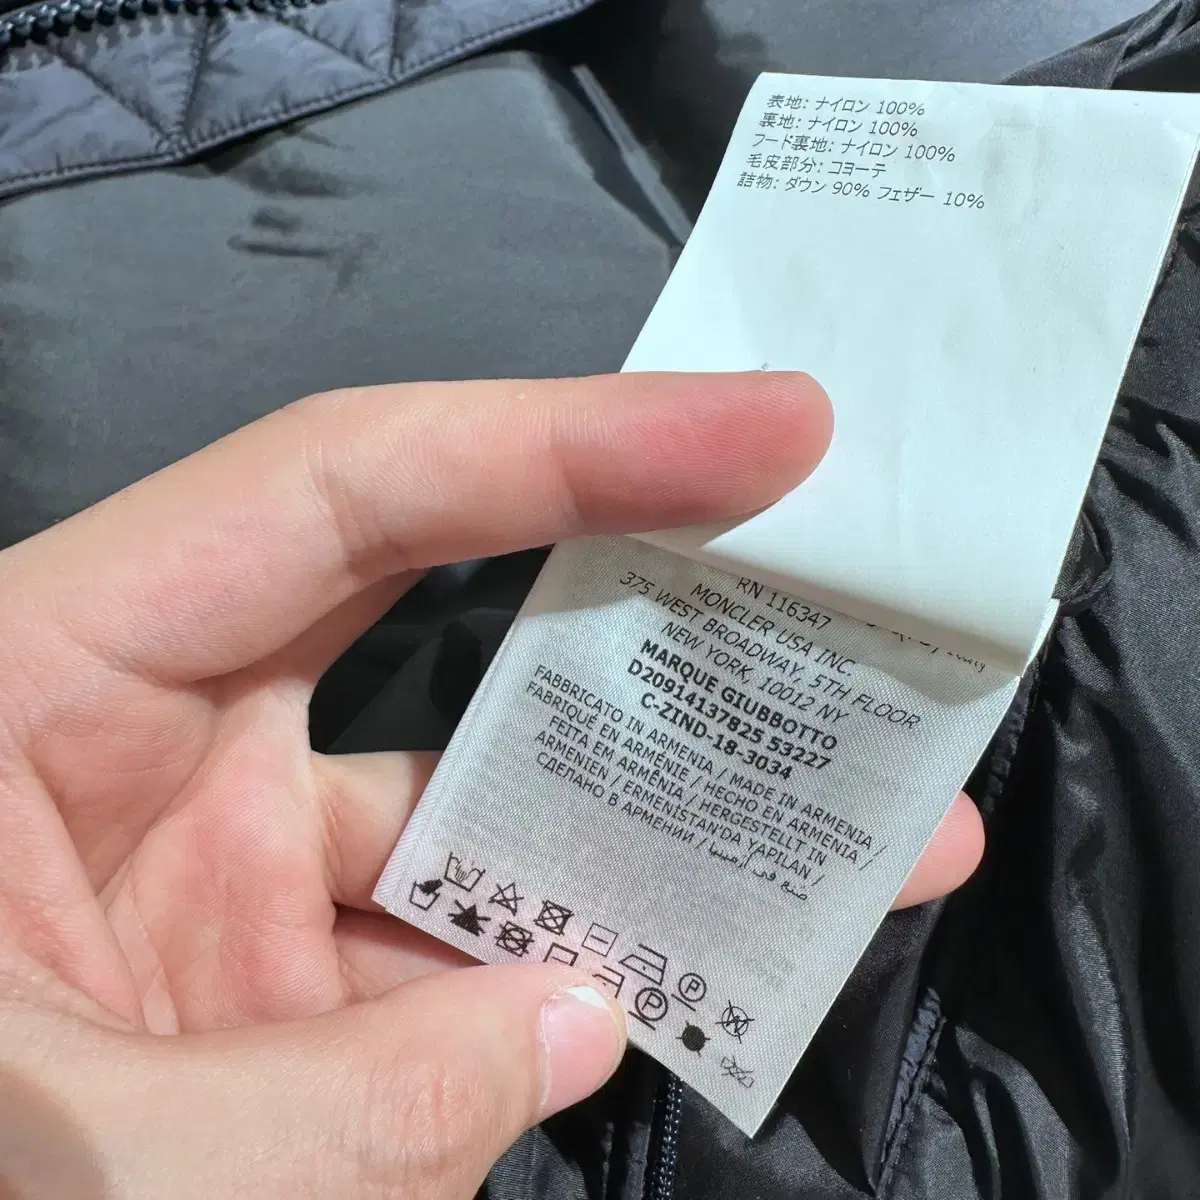 表地: ナイロン 100%
裏地: ナイロン 100%
フード裏地: ナイロン 100%
毛皮部分: コヨーテ
詰物: ダウン 90% フェザー 10%
RN 116347
MONCLER USA INC.
375 WEST BROADWAY, 5TH FLOOR
NEW YORK, 10012 NY
MARQUE GIUBBOTTO
D20914137825 53227
C-ZIND-18-3034
FABBRICATO IN ARMENIA / MADE IN ARMENIA /
FABRIQUÉ EN ARMENIE / HECHO EN ARMENIA /
FEITA EM ARMÊNIA / HERGESTELLT IN
ARMENIEN / ERMENISTAN'DA YAPILAN /
СДЕЛАНО В АРМЕНИИ / صنع في أرمينيا
P
W
P